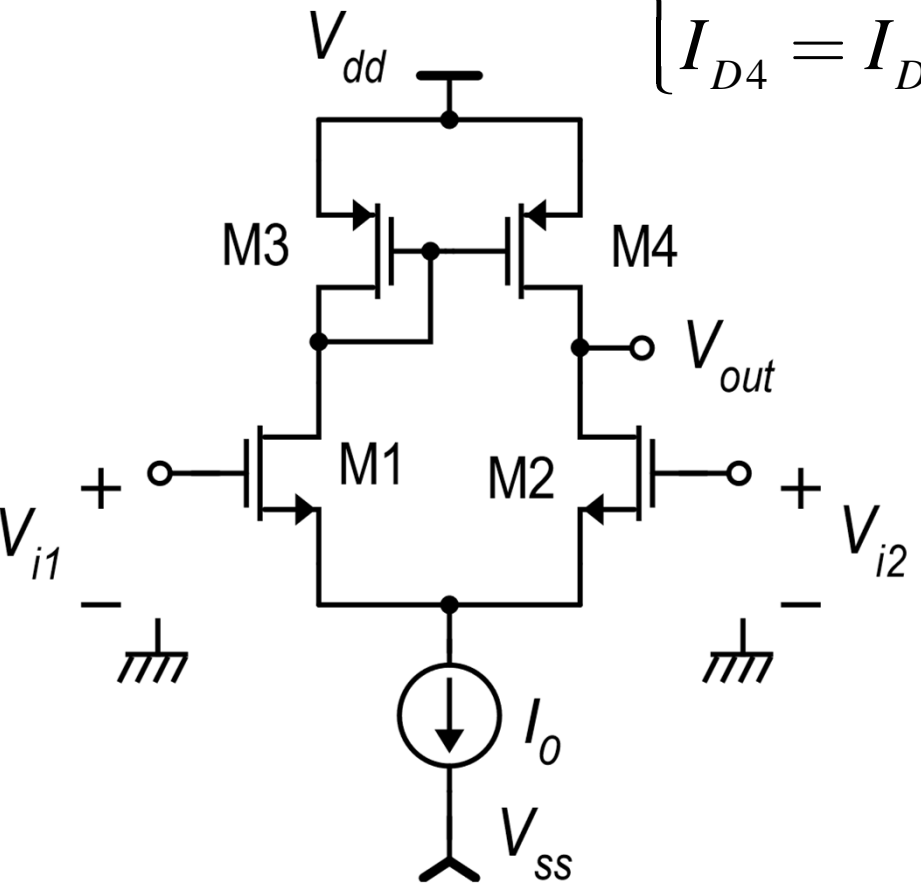 V_dd
I_D4 = I_D
M3
M4
V_out
M1
M2
+
+
V_i1
V_i2
−
−
I_0
V_ss